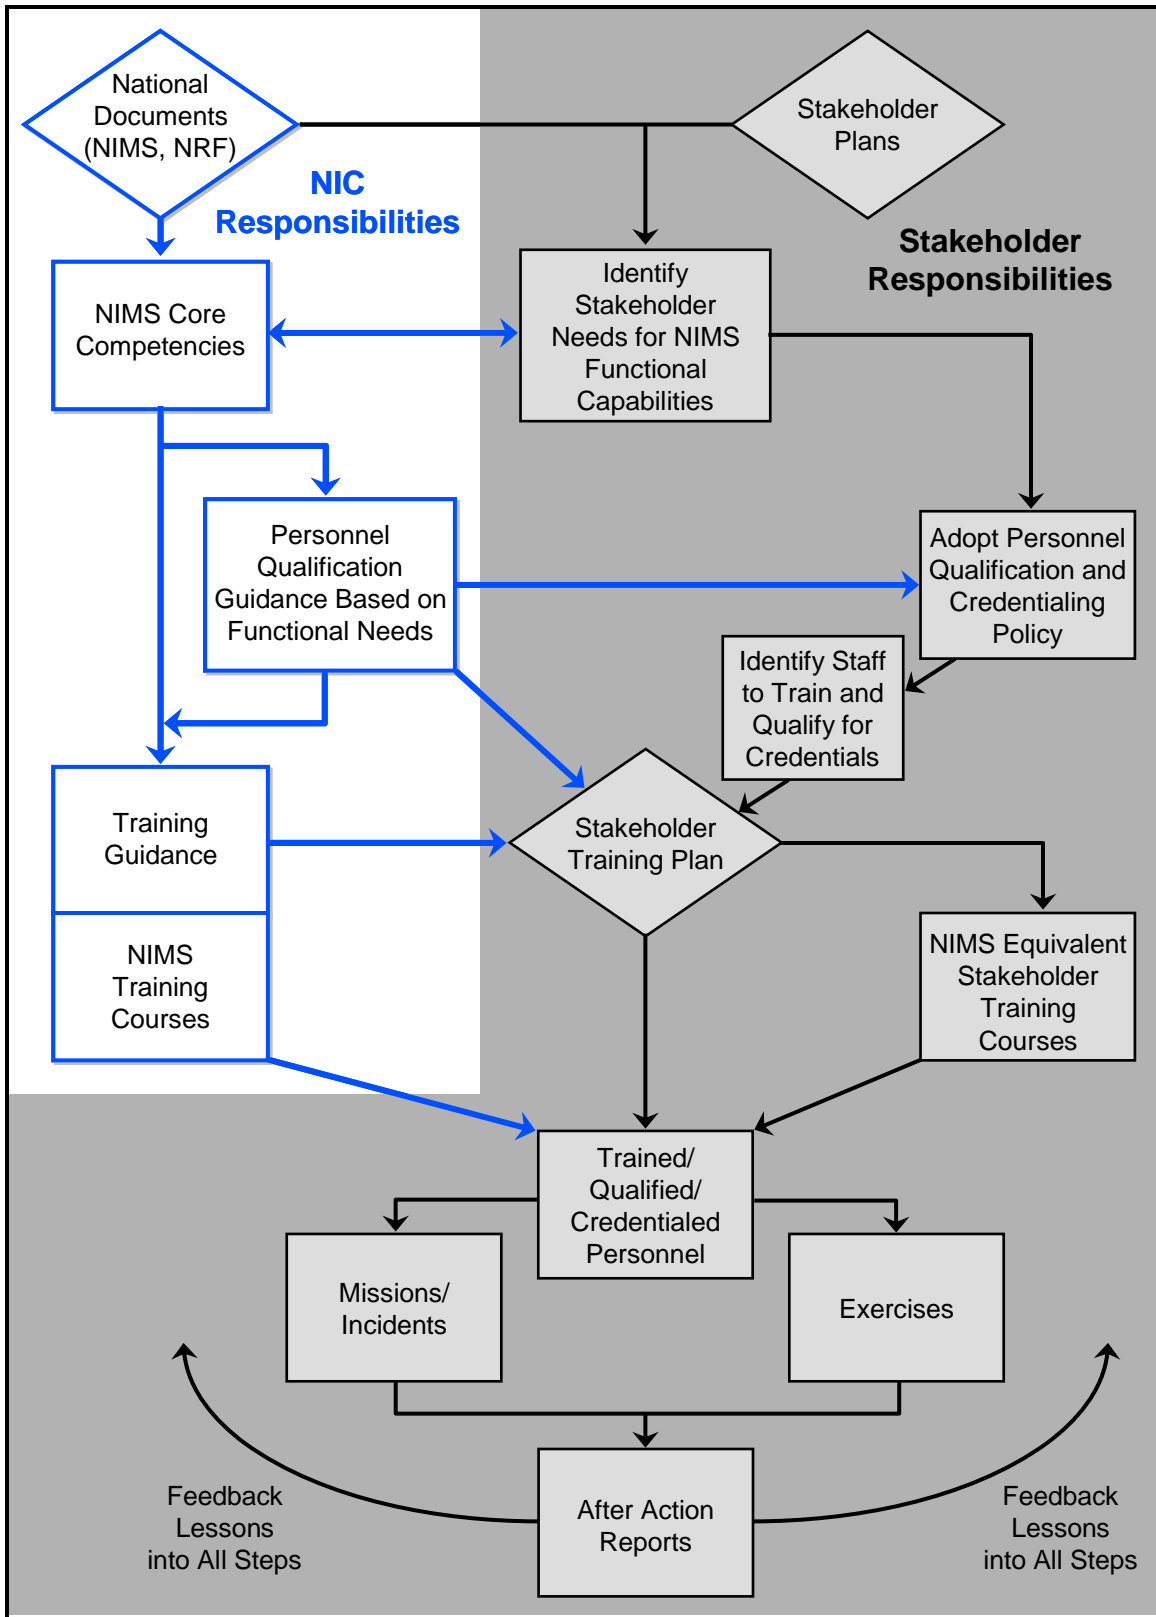 National
Documents
(NIMS, NRF)
Stakeholder
Plans
NIC
Responsibilities
Stakeholder
Responsibilities
NIMS Core
Competencies
Identify
Stakeholder
Needs for NIMS
Functional
Capabilities
Personnel
Qualification
Guidance Based on
Functional Needs
Adopt Personnel
Qualification and
Credentialing
Policy
Identify Staff
to Train and
Qualify for
Credentials
Training
Guidance
Stakeholder
Training Plan
NIMS
Training
Courses
NIMS Equivalent
Stakeholder
Training
Courses
Trained/
Qualified/
Credentialed
Personnel
Missions/
Incidents
Exercises
Feedback
Lessons
into All Steps
After Action
Reports
Feedback
Lessons
into All Steps